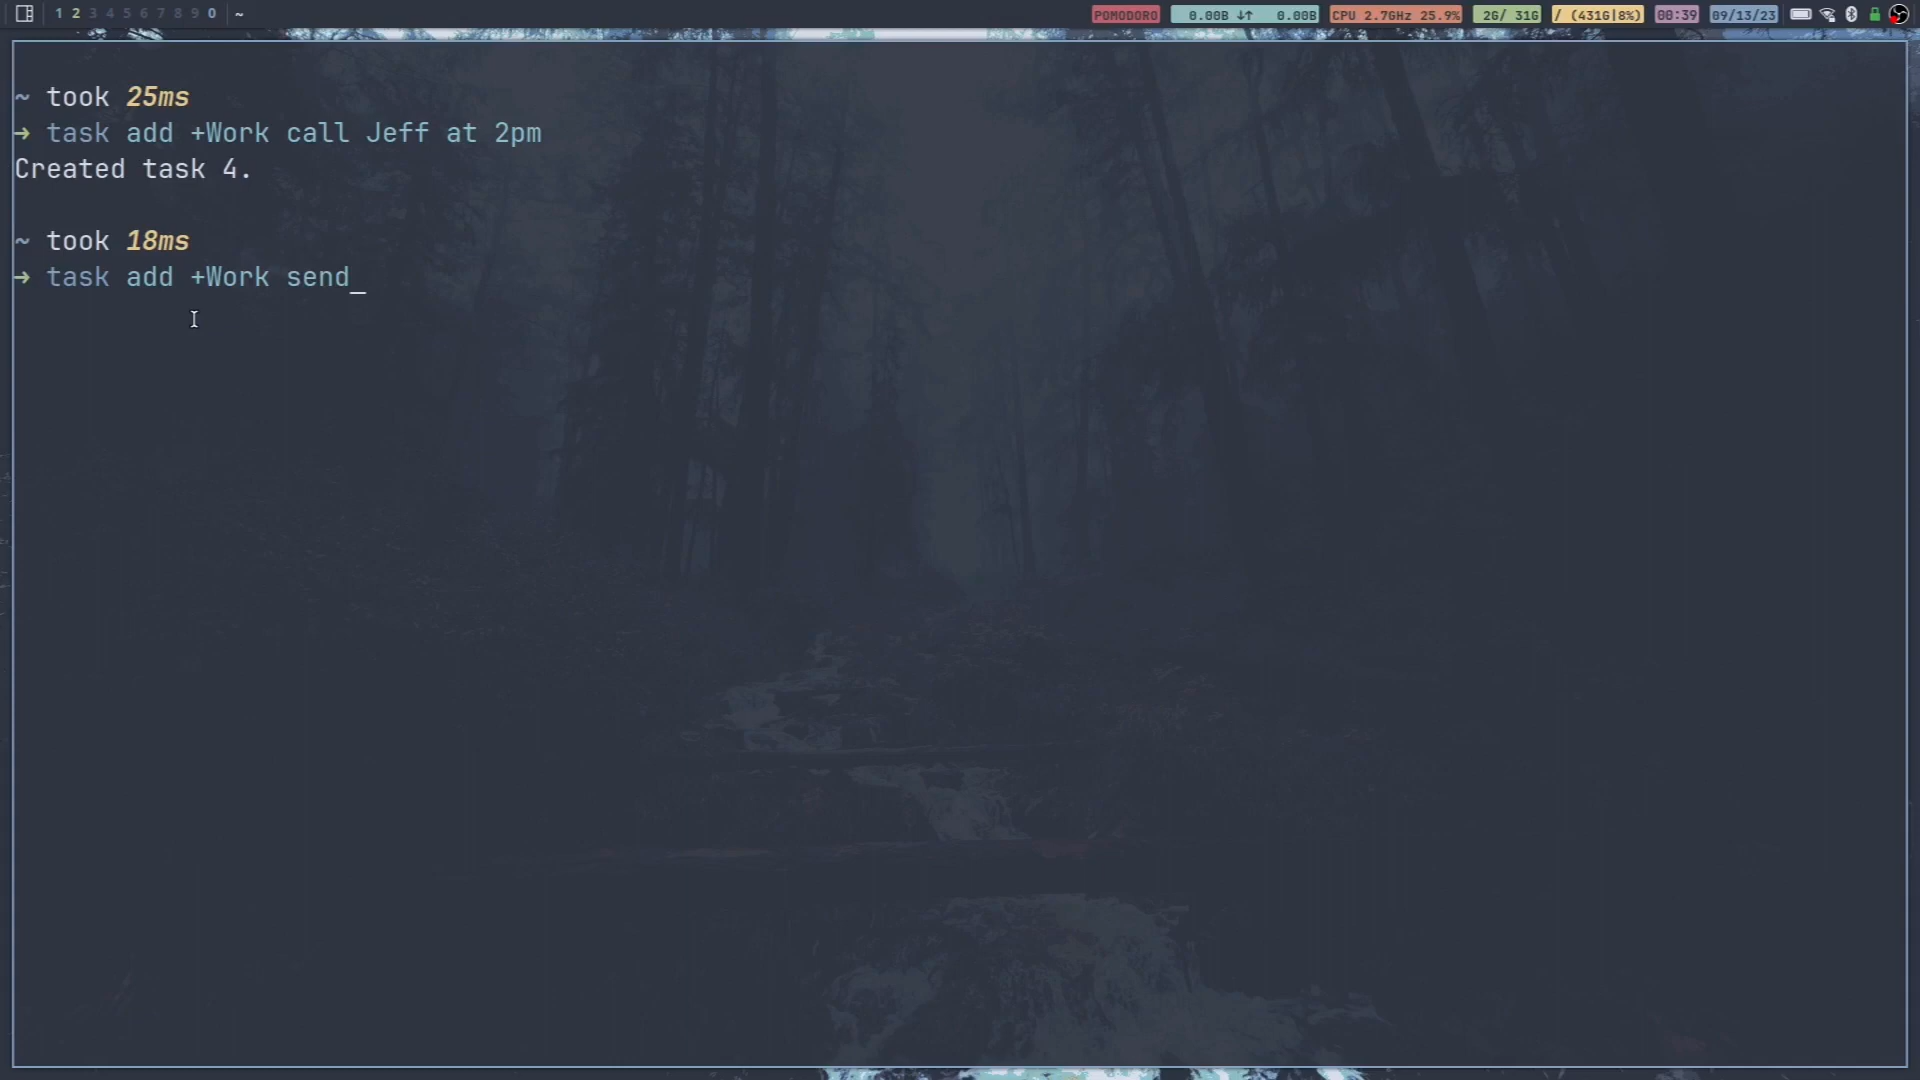 1 2 3 4 5 6 7 8 9 0 ~ POMODORO 0.00B ↓↑ 0.00B CPU 2.7GHz 25.9% 2G/ 31G / (431G|8%) 08:39 09/13/23
~ took 25ms
→ task add +Work call Jeff at 2pm
Created task 4.
~ took 18ms
→ task add +Work send_